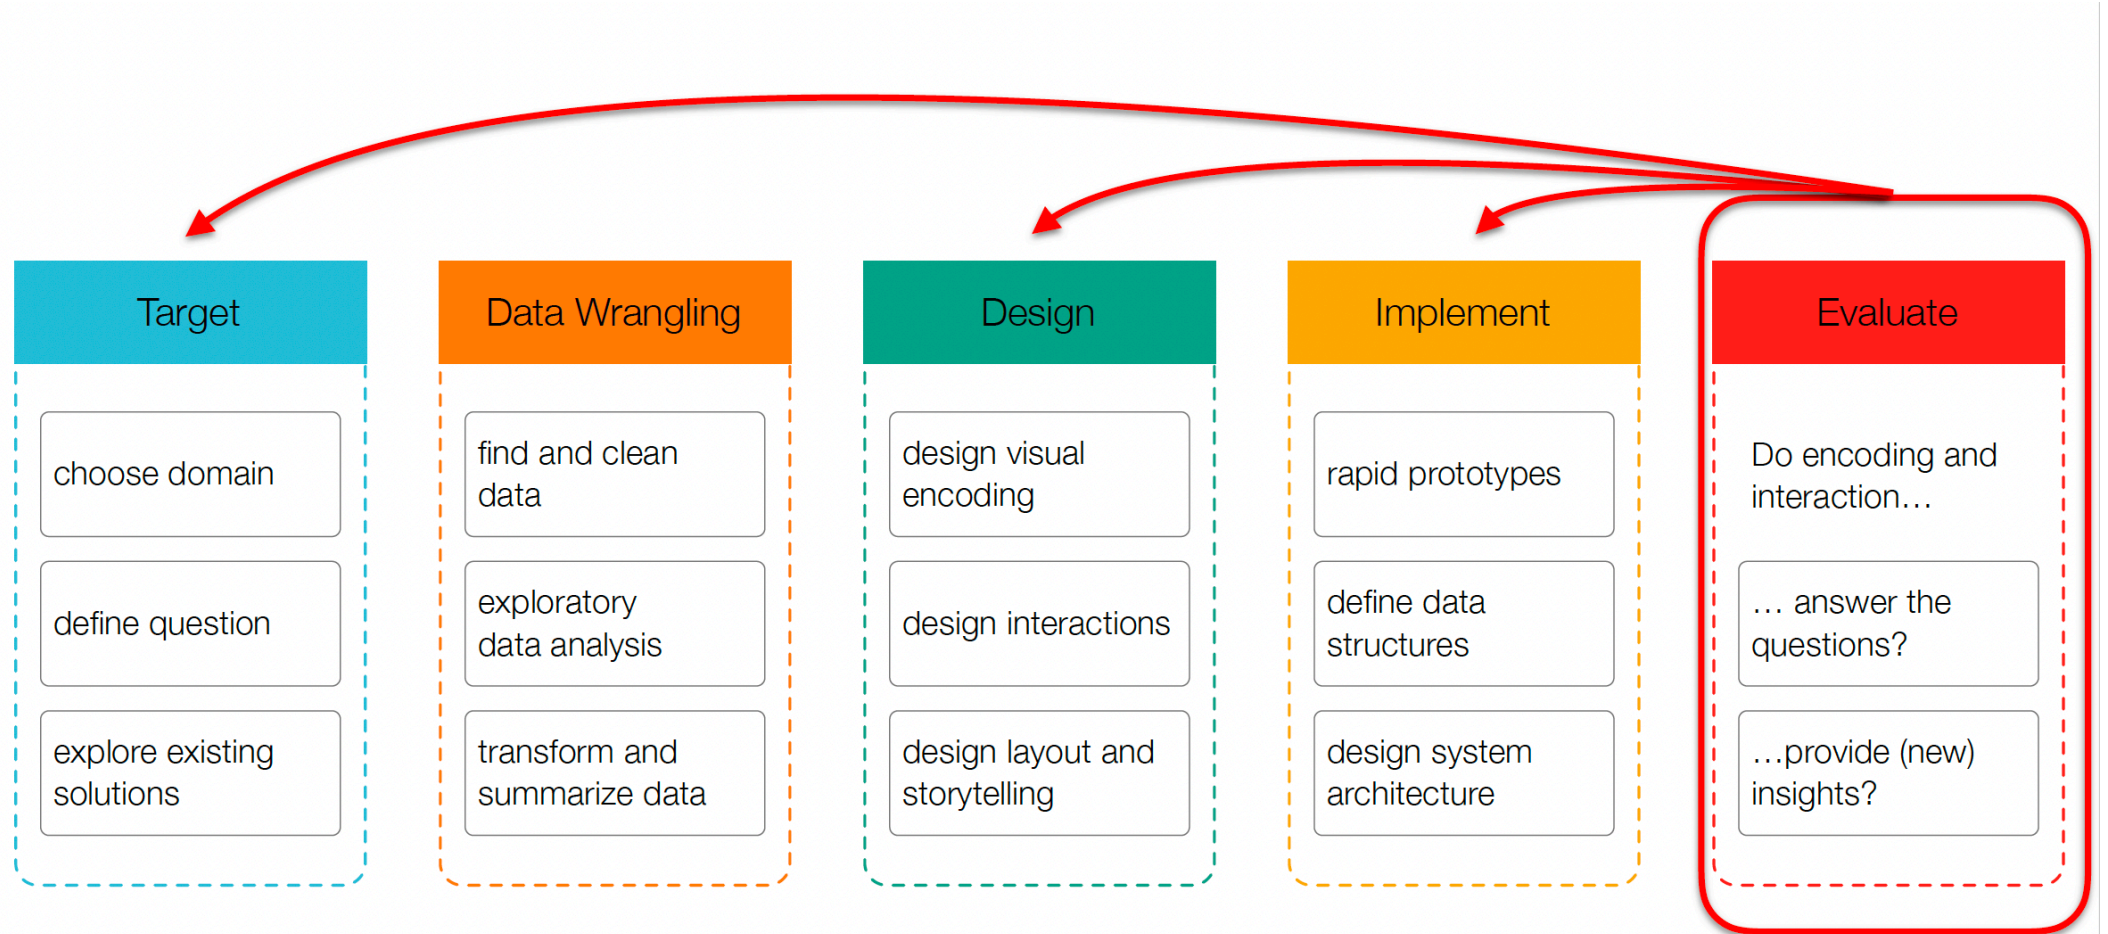 Target
choose domain
define question
explore existing
solutions
Data Wrangling
find and clean
data
exploratory
data analysis
transform and
summarize data
Design
design visual
encoding
design interactions
design layout and
storytelling
Implement
rapid prototypes
define data
structures
design system
architecture
Evaluate
Do encoding and
interaction…
… answer the
questions?
…provide (new)
insights?